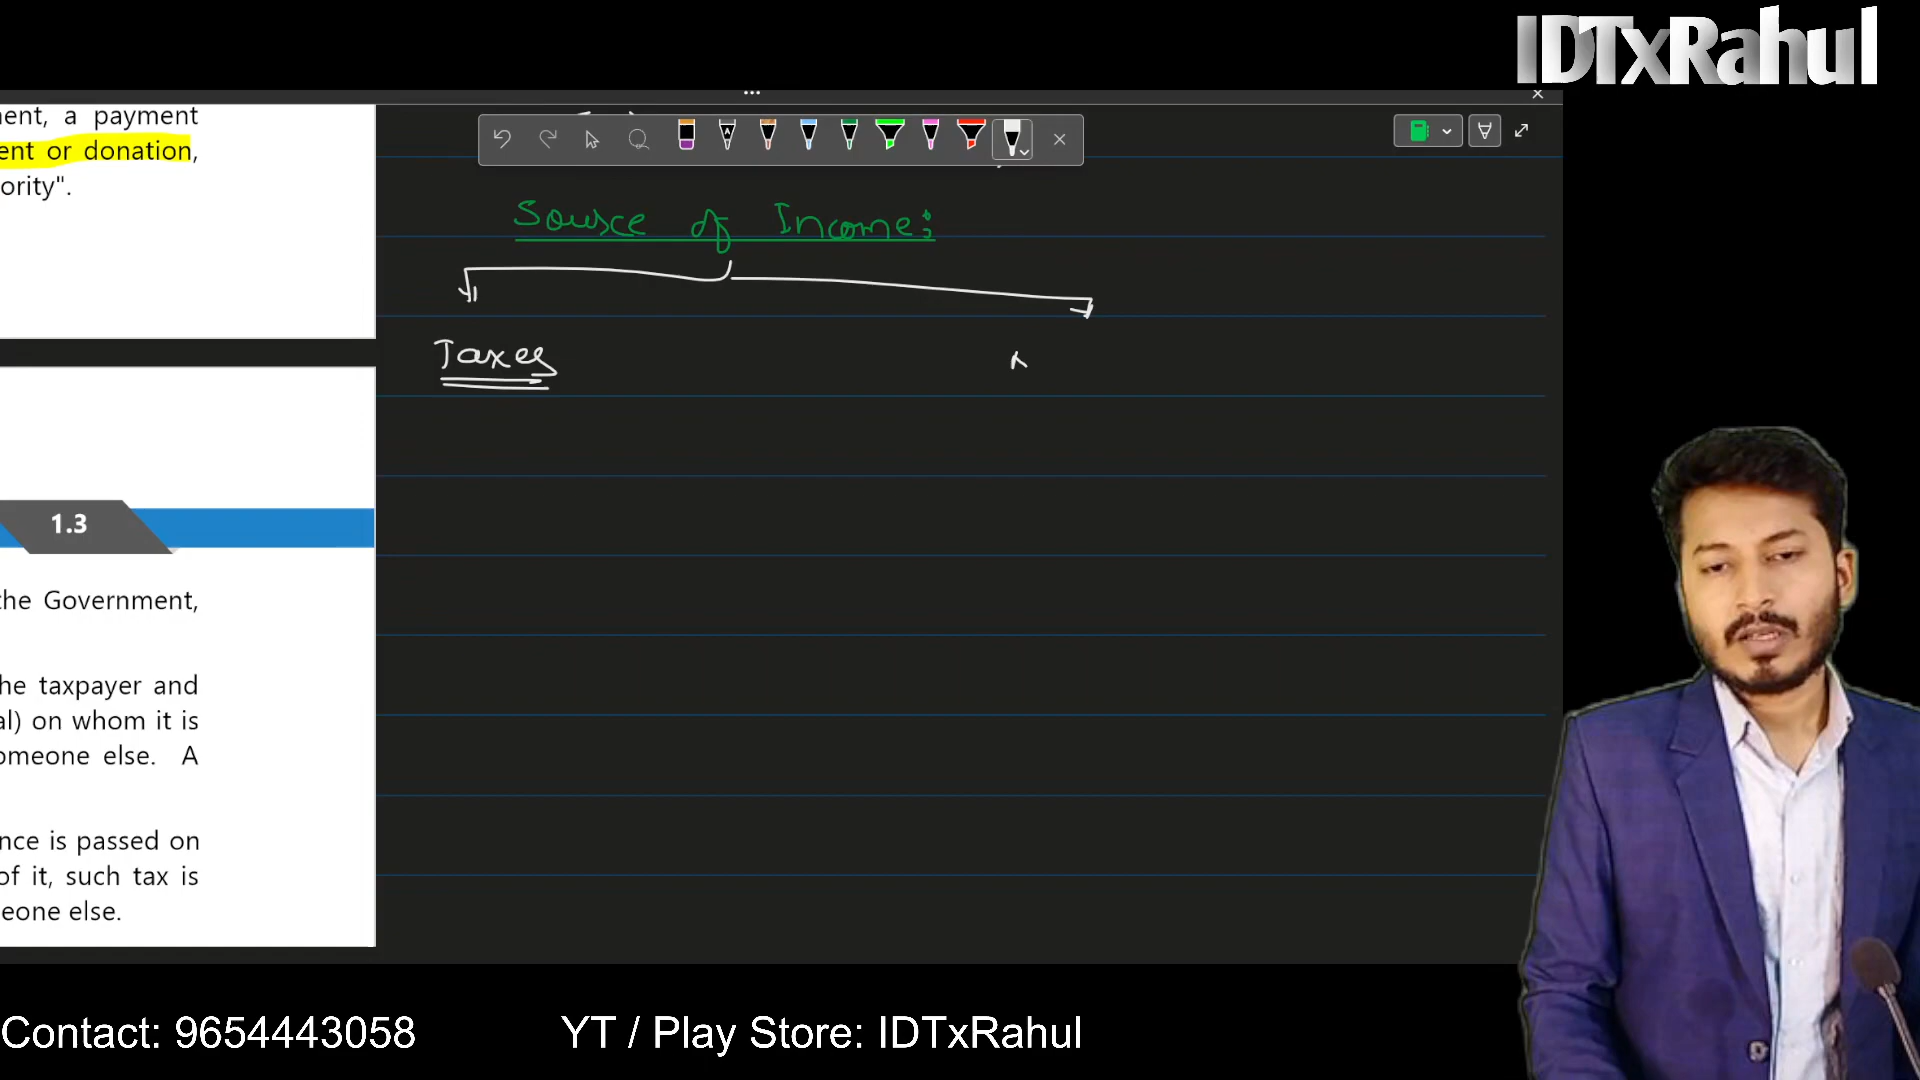 IDTxRahul
ment, a payment
ent or donation,
ority".
Source of Income:
Taxes
1.3
the Government,
he taxpayer and
al) on whom it is
omeone else. A
nce is passed on
of it, such tax is
eone else.
Contact: 9654443058 YT / Play Store: IDTxRahul